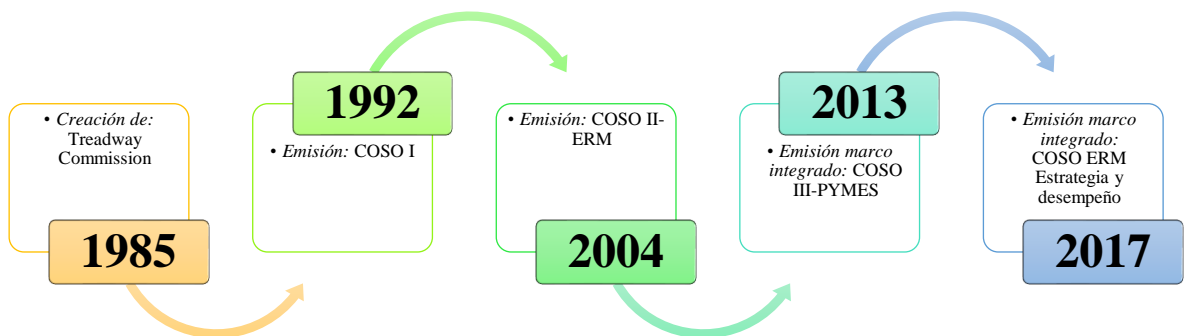 • Creación de:
Treadway
Commission
1985
1992
• Emisión: COSO I
• Emisión: COSO II-
ERM
2004
2013
• Emisión marco
integrado: COSO
III-PYMES
• Emisión marco
integrado:
COSO ERM
Estrategia y
desempeño
2017